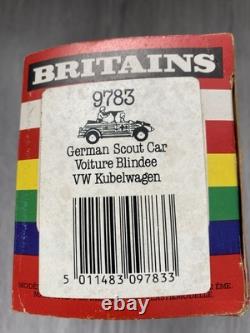 BRITAINS
9783
German Scout Car
Voiture Blindee
VW Kubelwagen
5 011483 097833